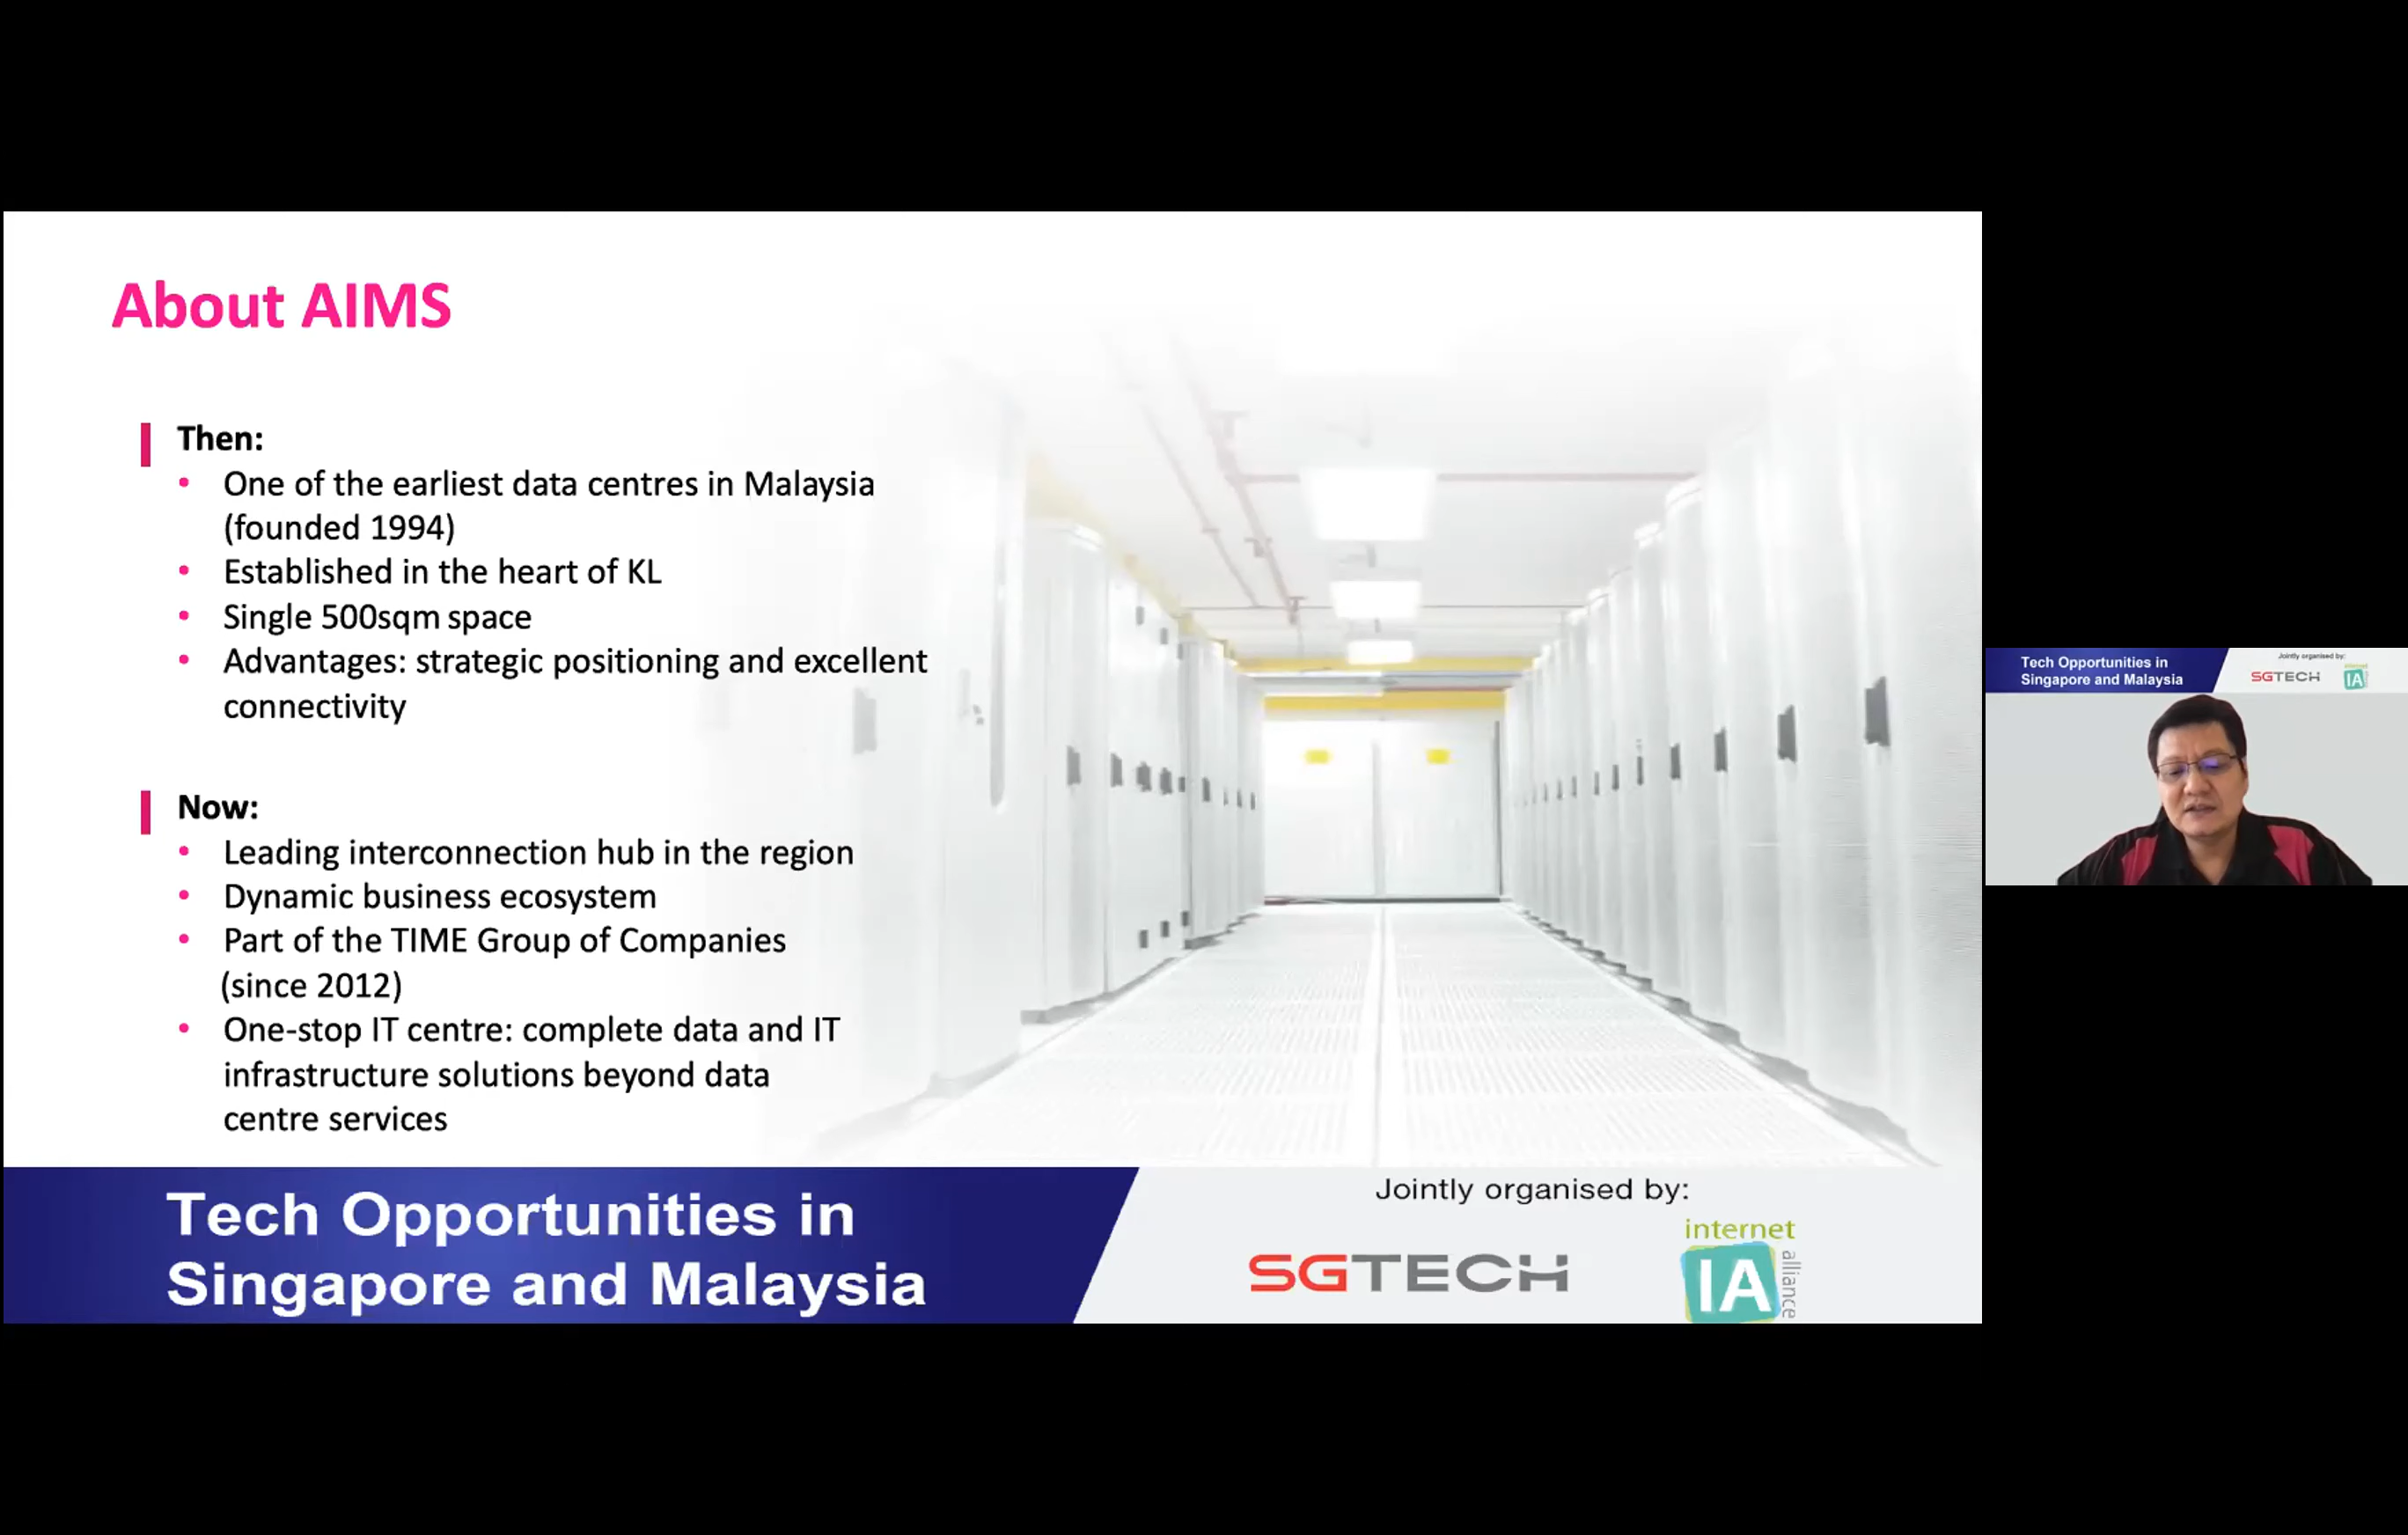 About AIMS
Then:
• One of the earliest data centres in Malaysia
(founded 1994)
• Established in the heart of KL
• Single 500sqm space
• Advantages: strategic positioning and excellent
connectivity
Now:
• Leading interconnection hub in the region
• Dynamic business ecosystem
• Part of the TIME Group of Companies
(since 2012)
• One-stop IT centre: complete data and IT
infrastructure solutions beyond data
centre services
Tech Opportunities in
Singapore and Malaysia
Jointly organised by:
SGTECH
internet
IA
alliance
Tech Opportunities in
Singapore and Malaysia
Jointly organised by:
SGTECH
internet
IA